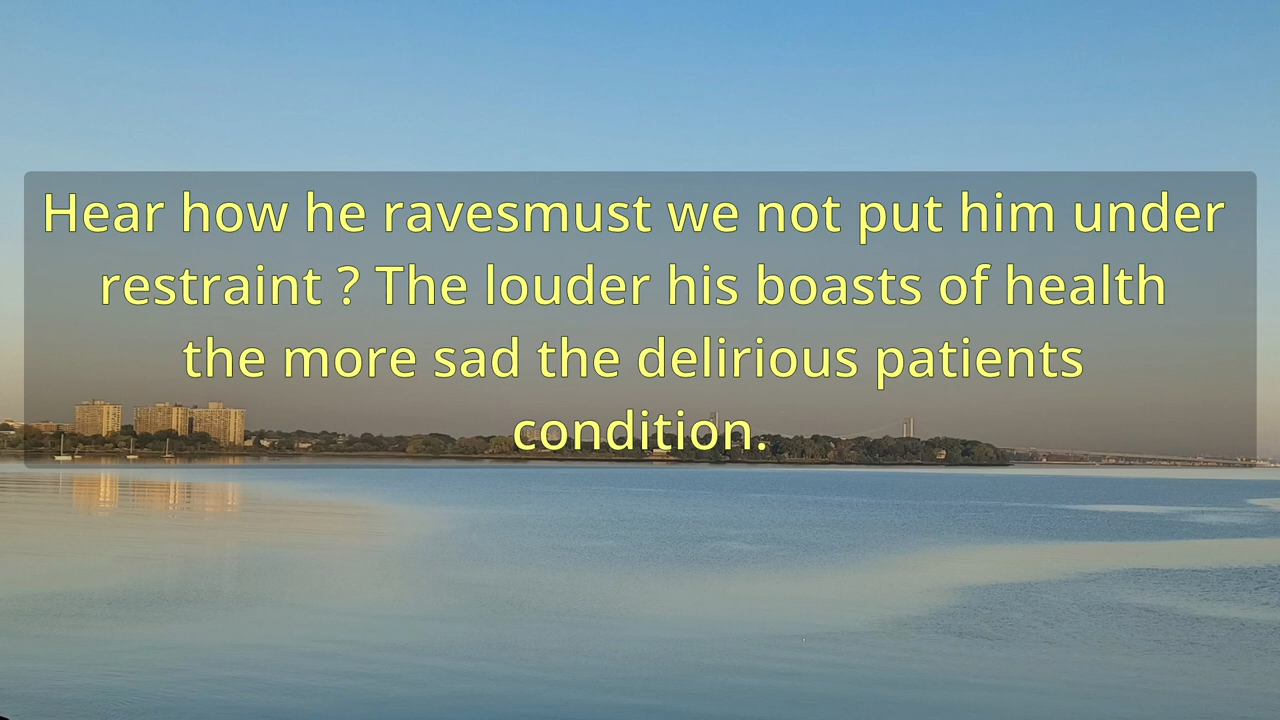 Hear how he ravesmust we not put him under
restraint ? The louder his boasts of health
the more sad the delirious patients
condition.